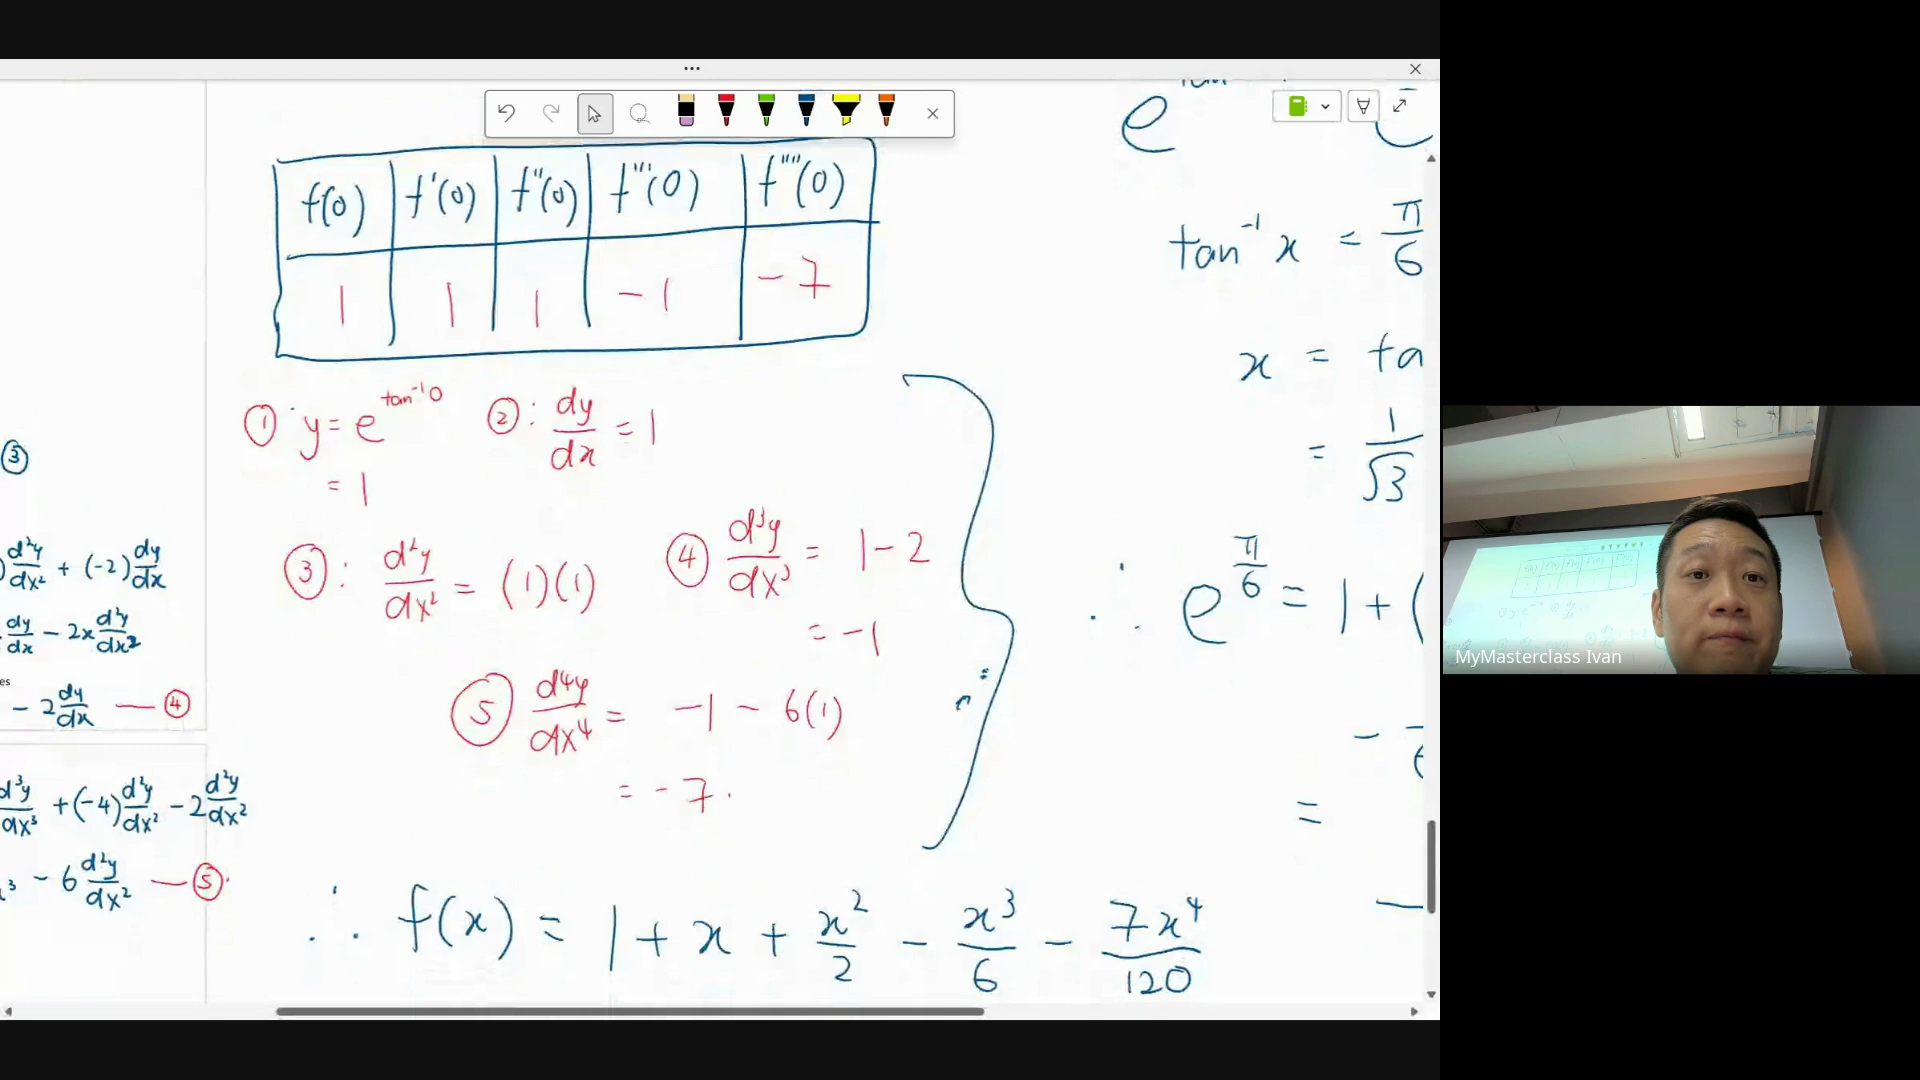 f(0) f'(0) f''(0) f'''(0) f''''(0)
1 1 1 -1 -7
① y = e^{tan⁻¹0} ② : dy/dx = 1
= 1
③ : d²y/dx² = (1)(1) ④ d³y/dx³ = 1 - 2
= -1
⑤ d⁴y/dx⁴ = -1 - 6(1)
= -7.
∴ f(x) = 1 + x + x²/2 - x³/6 - 7x⁴/120
③
d²y/dx² + (-2) dy/dx
dy/dx - 2x d²y/dx²
es
- 2 dy/dx — ④
d³y/dx³ + (-4) d²y/dx² - 2 d²y/dx²
- 6 d²y/dx² — ⑤
e
tan⁻¹ x = π/6
x = ta
= 1/√3
∴ e^{π/6} = 1 + (
-
=
MyMasterclass Ivan